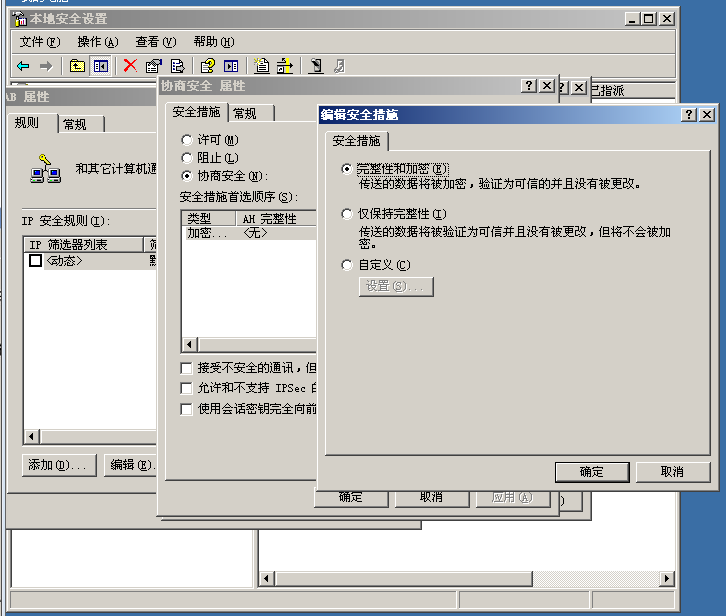 本地安全设置
文件(F) 操作(A) 查看(V) 帮助(H)
已指派
AB 属性
规则 常规
和其它计算机通
IP 安全规则(I):
IP 筛选器列表
<动态>
添加(D)... 编辑(E).
协商安全 属性
安全措施 常规
许可(M)
阻止(L)
协商安全(N):
安全措施首选顺序(S):
类型 AH 完整性
加密... <无>
接受不安全的通讯，但
允许和不支持 IPSec 的
使用会话密钥完全向前
确定 取消 应用(A)
编辑安全措施
安全措施
完整性和加密(E)
传送的数据将被加密，验证为可信的并且没有被更改。
仅保持完整性(I)
传送的数据将被验证为可信并且没有被更改，但将不会被加
密。
自定义(C)
设置(S)...
确定 取消